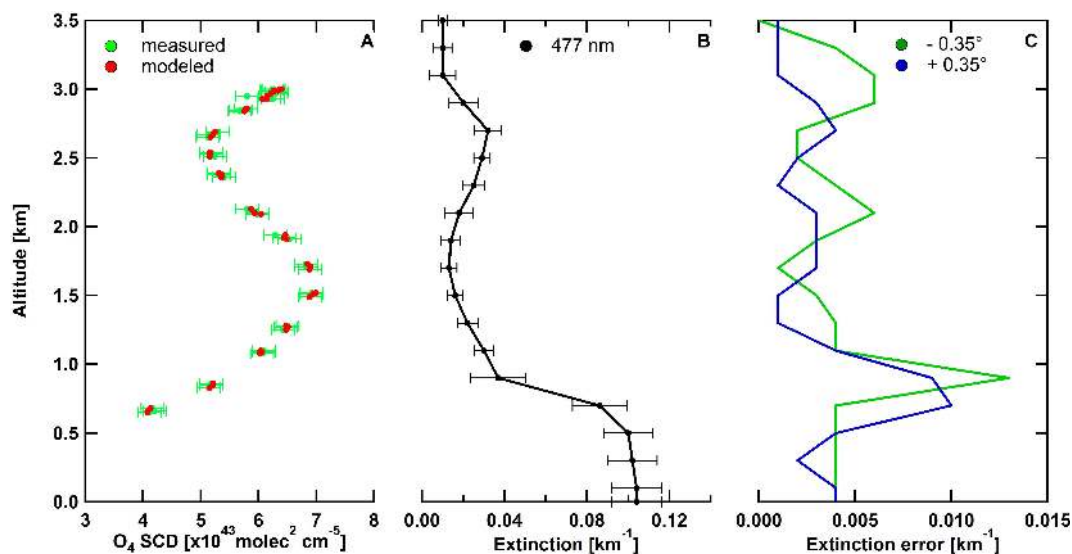 3.5
3.0
2.5
2.0
1.5
1.0
0.5
0.0
Altitude [km]
measured
modeled
A
3 4 5 6 7 8
O4 SCD [x10^43 molec^2 cm^-5]
477 nm
B
0.00 0.04 0.08 0.12
Extinction [km^-1]
- 0.35°
+ 0.35°
C
0.000 0.005 0.010 0.015
Extinction error [km^-1]